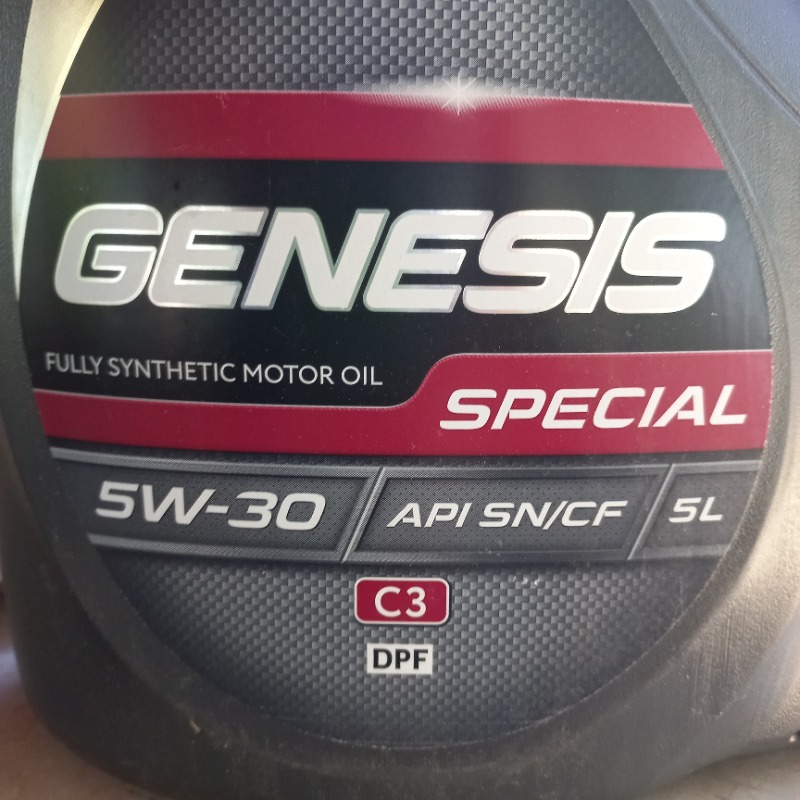 GENESIS
FULLY SYNTHETIC MOTOR OIL
SPECIAL
5W-30 API SN/CF 5L
C3
DPF